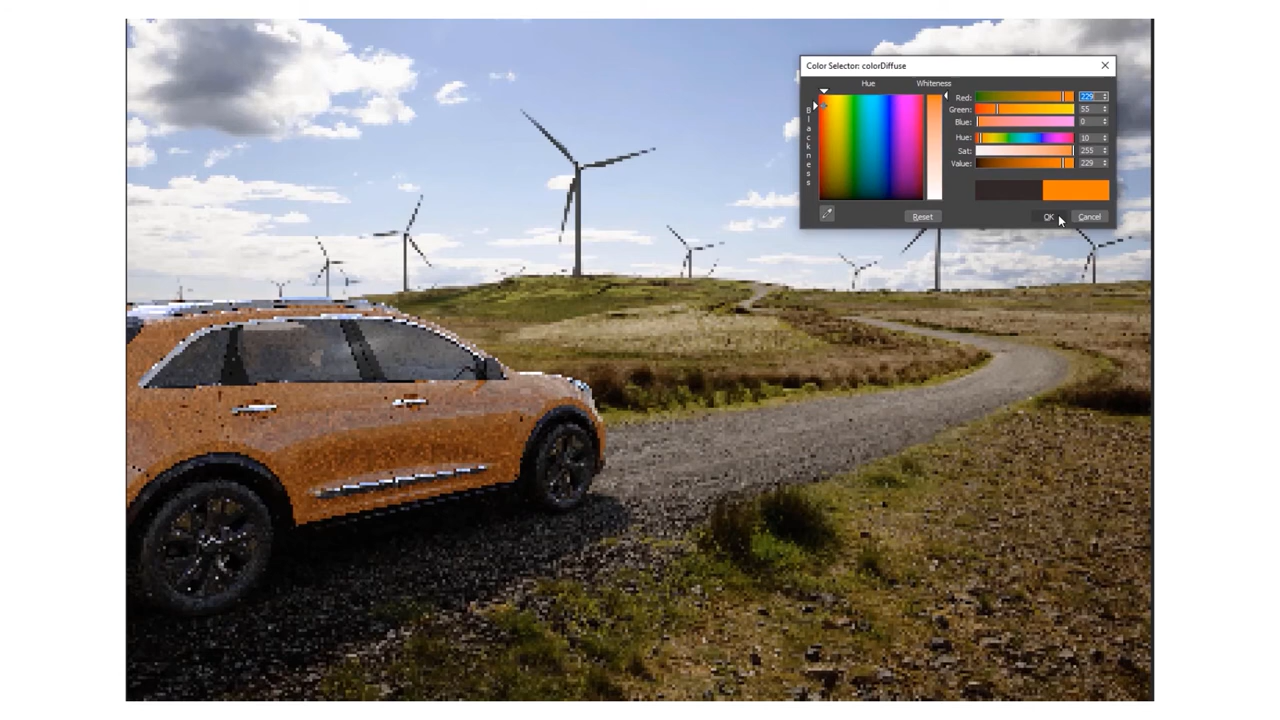 Color Selector: colorDiffuse
Hue Whiteness
Blackness
Red: 229
Green: 55
Blue: 0
Hue: 10
Sat: 255
Value: 229
Reset OK Cancel